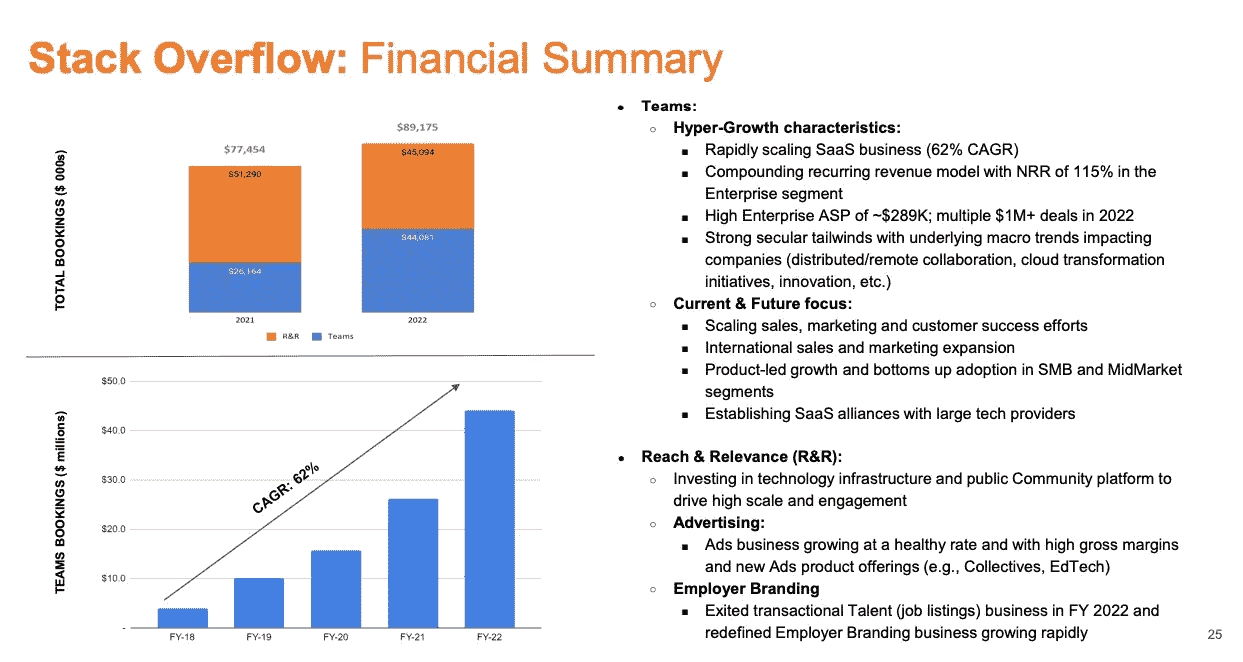 Stack Overflow: Financial Summary
TOTAL BOOKINGS ($ 000s)
$77,454
$89,175
$51,290
$45,094
$26,164
$44,081
2021
2022
R&R
Teams
TEAMS BOOKINGS ($ millions)
$50.0
$40.0
$30.0
$20.0
$10.0
-
CAGR: 62%
FY-18
FY-19
FY-20
FY-21
FY-22
● Teams:
○ Hyper-Growth characteristics:
■ Rapidly scaling SaaS business (62% CAGR)
■ Compounding recurring revenue model with NRR of 115% in the
Enterprise segment
■ High Enterprise ASP of ~$289K; multiple $1M+ deals in 2022
■ Strong secular tailwinds with underlying macro trends impacting
companies (distributed/remote collaboration, cloud transformation
initiatives, innovation, etc.)
○ Current & Future focus:
■ Scaling sales, marketing and customer success efforts
■ International sales and marketing expansion
■ Product-led growth and bottoms up adoption in SMB and MidMarket
segments
■ Establishing SaaS alliances with large tech providers
● Reach & Relevance (R&R):
○ Investing in technology infrastructure and public Community platform to
drive high scale and engagement
○ Advertising:
■ Ads business growing at a healthy rate and with high gross margins
and new Ads product offerings (e.g., Collectives, EdTech)
○ Employer Branding
■ Exited transactional Talent (job listings) business in FY 2022 and
redefined Employer Branding business growing rapidly
25